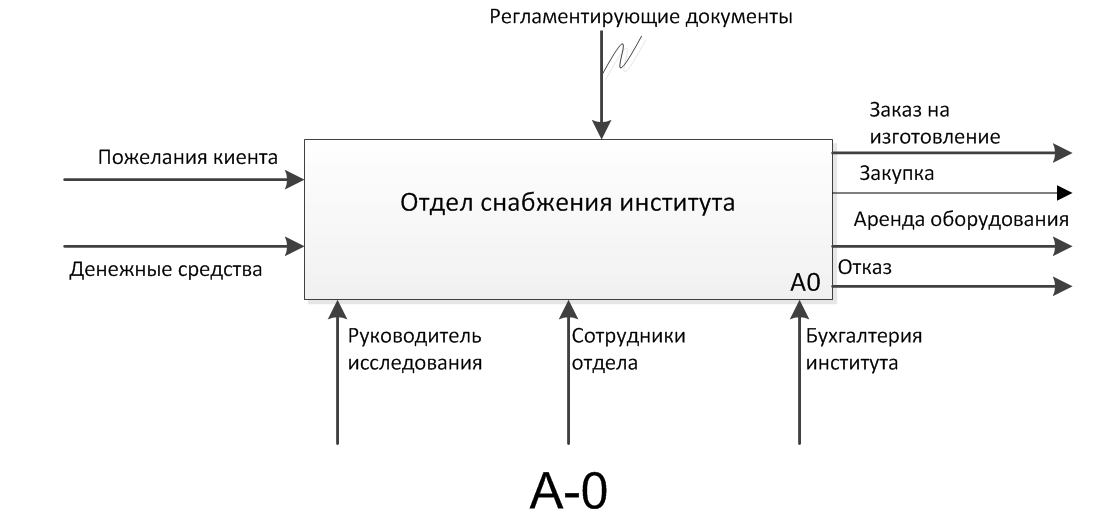 Регламентирующие документы
Заказ на
изготовление
Пожелания киента
Закупка
Отдел снабжения института
Аренда оборудования
Денежные средства
Отказ
A0
Руководитель
исследования
Сотрудники
отдела
Бухгалтерия
института
A-0